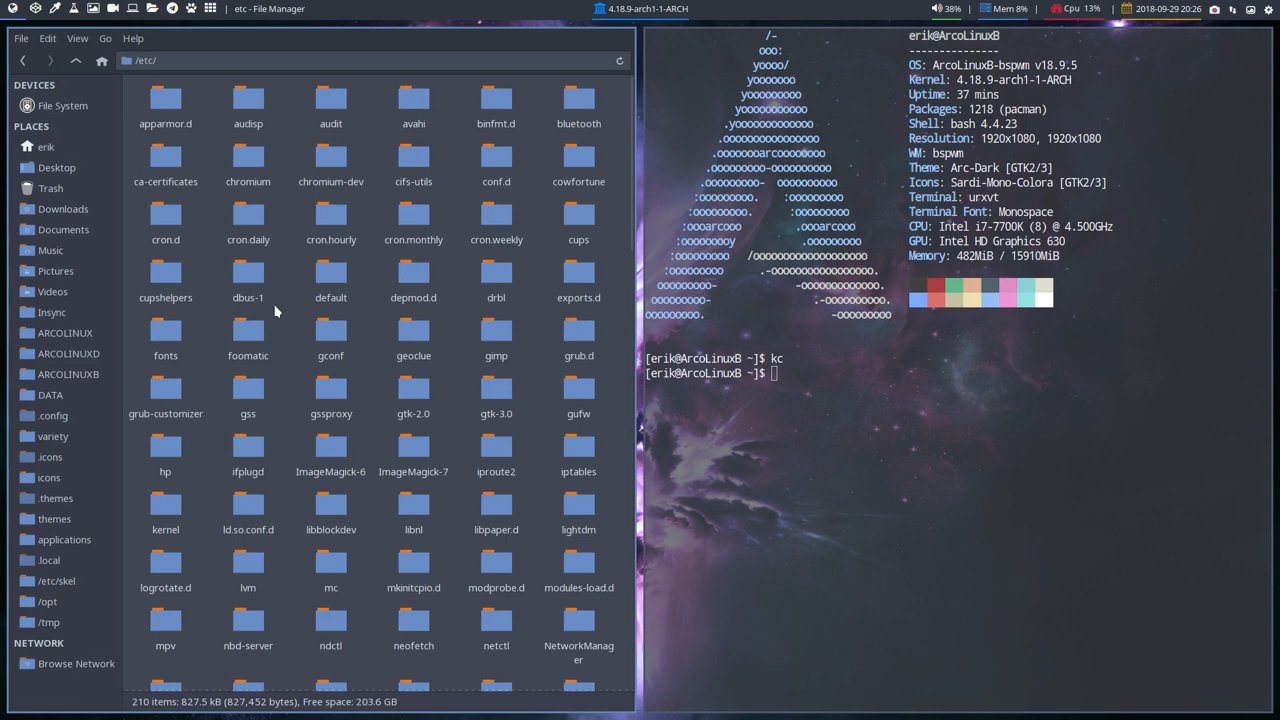 etc - File Manager
4.18.9-arch1-1-ARCH
38%
Mem 8%
Cpu 13%
2018-09-29 20:26
File Edit View Go Help
/etc/
DEVICES
File System
PLACES
erik
Desktop
Trash
Downloads
Documents
Music
Pictures
Videos
Insync
ARCOLINUX
ARCOLINUXD
ARCOLINUXB
DATA
.config
variety
.icons
icons
.themes
themes
applications
.local
/etc/skel
/opt
/tmp
NETWORK
Browse Network
apparmor.d audisp audit avahi binfmt.d bluetooth
ca-certificates chromium chromium-dev cifs-utils conf.d cowfortune
cron.d cron.daily cron.hourly cron.monthly cron.weekly cups
cupshelpers dbus-1 default depmod.d drbl exports.d
fonts foomatic gconf geoclue gimp grub.d
grub-customizer gss gssproxy gtk-2.0 gtk-3.0 gufw
hp ifplugd ImageMagick-6 ImageMagick-7 iproute2 iptables
kernel ld.so.conf.d libblockdev libnl libpaper.d lightdm
logrotate.d lvm mc mkinitcpio.d modprobe.d modules-load.d
mpv nbd-server ndctl neofetch netctl NetworkManag
er
210 items: 827.5 kB (827,452 bytes), Free space: 203.6 GB
erik@ArcoLinuxB
---------------
OS: ArcoLinuxB-bspwm v18.9.5
Kernel: 4.18.9-arch1-1-ARCH
Uptime: 37 mins
Packages: 1218 (pacman)
Shell: bash 4.4.23
Resolution: 1920x1080, 1920x1080
WM: bspwm
Theme: Arc-Dark [GTK2/3]
Icons: Sardi-Mono-Colora [GTK2/3]
Terminal: urxvt
Terminal Font: Monospace
CPU: Intel i7-7700K (8) @ 4.500GHz
GPU: Intel HD Graphics 630
Memory: 482MiB / 15910MiB
[erik@ArcoLinuxB ~]$ kc
[erik@ArcoLinuxB ~]$